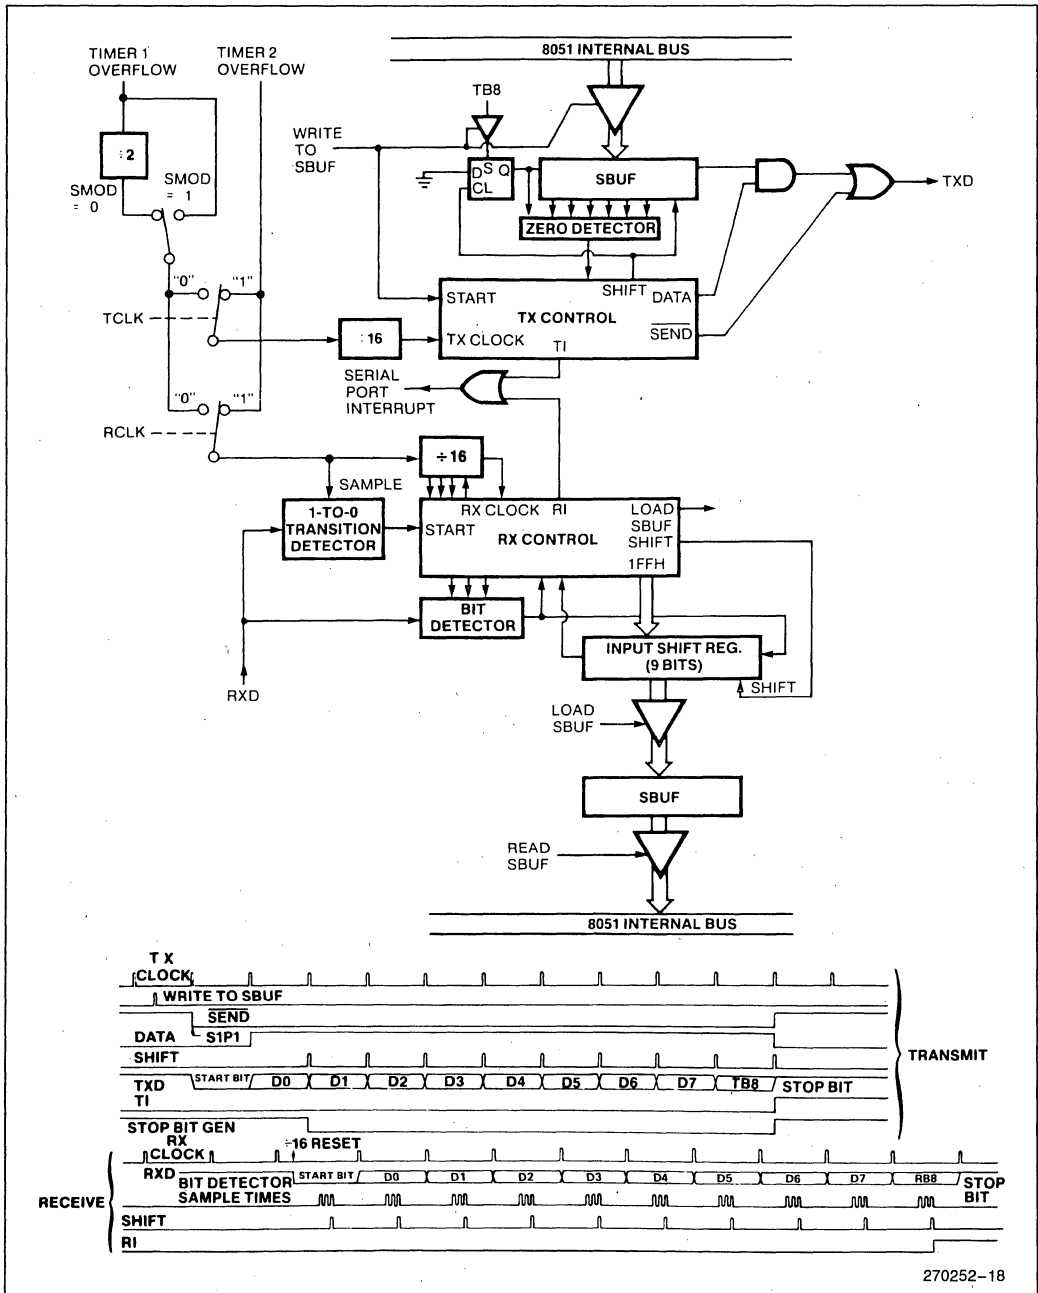 TIMER 1
OVERFLOW
TIMER 2
OVERFLOW
8051 INTERNAL BUS
TB8
WRITE
TO
SBUF
÷2
SMOD
= 0
SMOD
= 1
D S Q
CL
SBUF
ZERO DETECTOR
TXD
"0"
"1"
TCLK
÷16
START
SHIFT
DATA
TX CONTROL
TX CLOCK
TI
SEND
SERIAL
PORT
INTERRUPT
"0"
"1"
RCLK
÷16
SAMPLE
1-TO-0
TRANSITION
DETECTOR
RX CLOCK
RI
START
RX CONTROL
LOAD
SBUF
SHIFT
1FFH
BIT
DETECTOR
RXD
INPUT SHIFT REG.
(9 BITS)
SHIFT
LOAD
SBUF
SBUF
READ
SBUF
8051 INTERNAL BUS
TX
CLOCK
WRITE TO SBUF
SEND
DATA
S1P1
SHIFT
TXD
START BIT
D0
D1
D2
D3
D4
D5
D6
D7
TB8
STOP BIT
TI
STOP BIT GEN
TRANSMIT
RX
CLOCK
÷16 RESET
RXD
START BIT
D0
D1
D2
D3
D4
D5
D6
D7
RB8
STOP
BIT
BIT DETECTOR
SAMPLE TIMES
SHIFT
RI
RECEIVE
270252-18